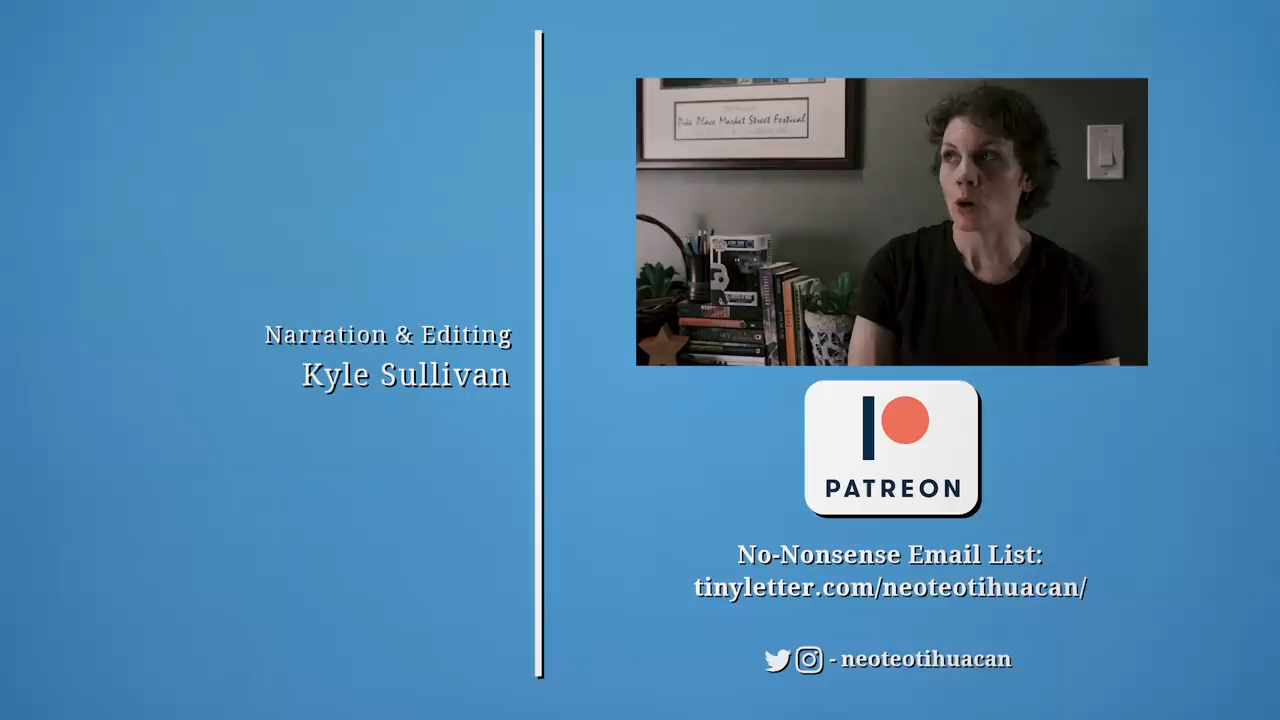 Narration & Editing
Kyle Sullivan
Pike Place Market Street Festival
PATREON
No-Nonsense Email List:
tinyletter.com/neoteotihuacan/
- neoteotihuacan